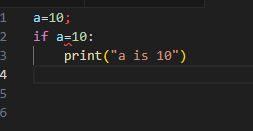 1 a=10;
2 if a=10:
3 print("a is 10")
4
5
6